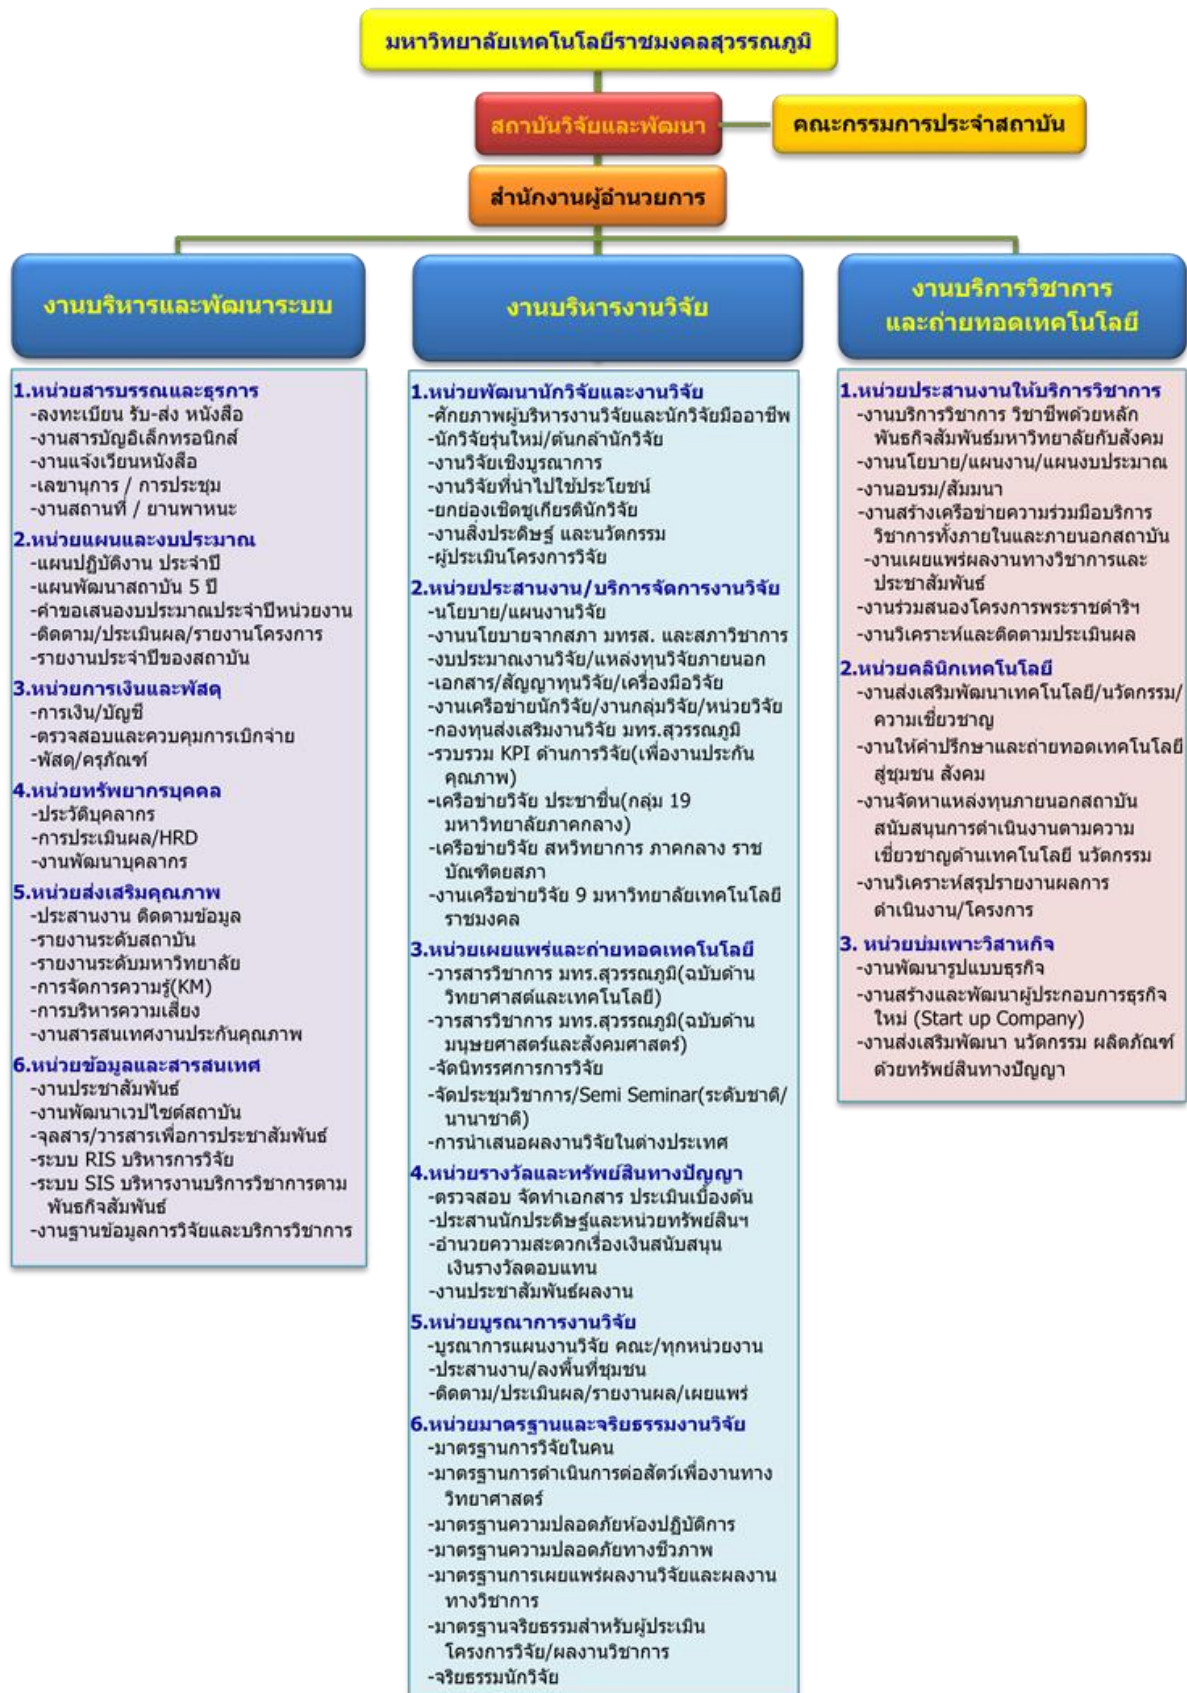 มหาวิทยาลัยเทคโนโลยีราชมงคลสุวรรณภูมิ
สถาบันวิจัยและพัฒนา
คณะกรรมการประจำสถาบัน
สำนักงานผู้อำนวยการ
งานบริหารและพัฒนาระบบ
1.หน่วยสารบรรณและธุรการ
-ลงทะเบียน รับ-ส่ง หนังสือ
-งานสารบัญอิเล็กทรอนิกส์
-งานแจ้งเวียนหนังสือ
-เลขานุการ / การประชุม
-งานสถานที่ / ยานพาหนะ
2.หน่วยแผนและงบประมาณ
-แผนปฏิบัติงาน ประจำปี
-แผนพัฒนาสถาบัน 5 ปี
-คำขอเสนองบประมาณประจำปีหน่วยงาน
-ติดตาม/ประเมินผล/รายงานโครงการ
-รายงานประจำปีของสถาบัน
3.หน่วยการเงินและพัสดุ
-การเงิน/บัญชี
-ตรวจสอบและควบคุมการเบิกจ่าย
-พัสดุ/ครุภัณฑ์
4.หน่วยทรัพยากรบุคคล
-ประวัติบุคลากร
-การประเมินผล/HRD
-งานพัฒนาบุคลากร
5.หน่วยส่งเสริมคุณภาพ
-ประสานงาน ติดตามข้อมูล
-รายงานระดับสถาบัน
-รายงานระดับมหาวิทยาลัย
-การจัดการความรู้(KM)
-การบริหารความเสี่ยง
-งานสารสนเทศงานประกันคุณภาพ
6.หน่วยข้อมูลและสารสนเทศ
-งานประชาสัมพันธ์
-งานพัฒนาเวปไซต์สถาบัน
-จุลสาร/วารสารเพื่อการประชาสัมพันธ์
-ระบบ RIS บริหารการวิจัย
-ระบบ SIS บริหารงานบริการวิชาการตาม
พันธกิจสัมพันธ์
-งานฐานข้อมูลการวิจัยและบริการวิชาการ
งานบริหารงานวิจัย
1.หน่วยพัฒนานักวิจัยและงานวิจัย
-ศักยภาพผู้บริหารงานวิจัยและนักวิจัยมืออาชีพ
-นักวิจัยรุ่นใหม่/ต้นกล้านักวิจัย
-งานวิจัยเชิงบูรณาการ
-งานวิจัยที่นำไปใช้ประโยชน์
-ยกย่องเชิดชูเกียรตินักวิจัย
-งานสิ่งประดิษฐ์ และนวัตกรรม
-ผู้ประเมินโครงการวิจัย
2.หน่วยประสานงาน/บริการจัดการงานวิจัย
-นโยบาย/แผนงานวิจัย
-งานนโยบายจากสภา มทรส. และสภาวิชาการ
-งบประมาณงานวิจัย/แหล่งทุนวิจัยภายนอก
-เอกสาร/สัญญาทุนวิจัย/เครื่องมือวิจัย
-งานเครือข่ายนักวิจัย/งานกลุ่มวิจัย/หน่วยวิจัย
-กองทุนส่งเสริมงานวิจัย มทร.สุวรรณภูมิ
-รวบรวม KPI ด้านการวิจัย(เพื่องานประกัน
คุณภาพ)
-เครือข่ายวิจัย ประชาชื่น(กลุ่ม 19
มหาวิทยาลัยภาคกลาง)
-เครือข่ายวิจัย สหวิทยาการ ภาคกลาง ราช
บัณฑิตยสภา
-งานเครือข่ายวิจัย 9 มหาวิทยาลัยเทคโนโลยี
ราชมงคล
3.หน่วยเผยแพร่และถ่ายทอดเทคโนโลยี
-วารสารวิชาการ มทร.สุวรรณภูมิ(ฉบับด้าน
วิทยาศาสต์และเทคโนโลยี)
-วารสารวิชาการ มทร.สุวรรณภูมิ(ฉบับด้าน
มนุษยศาสตร์และสังคมศาสตร์)
-จัดนิทรรศการการวิจัย
-จัดประชุมวิชาการ/Semi Seminar(ระดับชาติ/
นานาชาติ)
-การนำเสนอผลงานวิจัยในต่างประเทศ
4.หน่วยรางวัลและทรัพย์สินทางปัญญา
-ตรวจสอบ จัดทำเอกสาร ประเมินเบื้องต้น
-ประสานนักประดิษฐ์และหน่วยทรัพย์สินฯ
-อำนวยความสะดวกเรื่องเงินสนับสนุน
เงินรางวัลตอบแทน
-งานประชาสัมพันธ์ผลงาน
5.หน่วยบูรณาการงานวิจัย
-บูรณาการแผนงานวิจัย คณะ/ทุกหน่วยงาน
-ประสานงาน/ลงพื้นที่ชุมชน
-ติดตาม/ประเมินผล/รายงานผล/เผยแพร่
6.หน่วยมาตรฐานและจริยธรรมงานวิจัย
-มาตรฐานการวิจัยในคน
-มาตรฐานการดำเนินการต่อสัตว์เพื่องานทาง
วิทยาศาสตร์
-มาตรฐานความปลอดภัยห้องปฏิบัติการ
-มาตรฐานความปลอดภัยทางชีวภาพ
-มาตรฐานการเผยแพร่ผลงานวิจัยและผลงาน
ทางวิชาการ
-มาตรฐานจริยธรรมสำหรับผู้ประเมิน
โครงการวิจัย/ผลงานวิชาการ
-จริยธรรมนักวิจัย
งานบริการวิชาการ
และถ่ายทอดเทคโนโลยี
1.หน่วยประสานงานให้บริการวิชาการ
-งานบริการวิชาการ วิชาชีพด้วยหลัก
พันธกิจสัมพันธ์มหาวิทยาลัยกับสังคม
-งานนโยบาย/แผนงาน/แผนงบประมาณ
-งานอบรม/สัมมนา
-งานสร้างเครือข่ายความร่วมมือบริการ
วิชาการทั้งภายในและภายนอกสถาบัน
-งานเผยแพร่ผลงานทางวิชาการและ
ประชาสัมพันธ์
-งานร่วมสนองโครงการพระราชดำริฯ
-งานวิเคราะห์และติดตามประเมินผล
2.หน่วยคลินิกเทคโนโลยี
-งานส่งเสริมพัฒนาเทคโนโลยี/นวัตกรรม/
ความเชี่ยวชาญ
-งานให้คำปรึกษาและถ่ายทอดเทคโนโลยี
สู่ชุมชน สังคม
-งานจัดหาแหล่งทุนภายนอกสถาบัน
สนับสนุนการดำเนินงานตามความ
เชี่ยวชาญด้านเทคโนโลยี นวัตกรรม
-งานวิเคราะห์สรุปรายงานผลการ
ดำเนินงาน/โครงการ
3. หน่วยบ่มเพาะวิสาหกิจ
-งานพัฒนารูปแบบธุรกิจ
-งานสร้างและพัฒนาผู้ประกอบการธุรกิจ
ใหม่ (Start up Company)
-งานส่งเสริมพัฒนา นวัตกรรม ผลิตภัณฑ์
ด้วยทรัพย์สินทางปัญญา